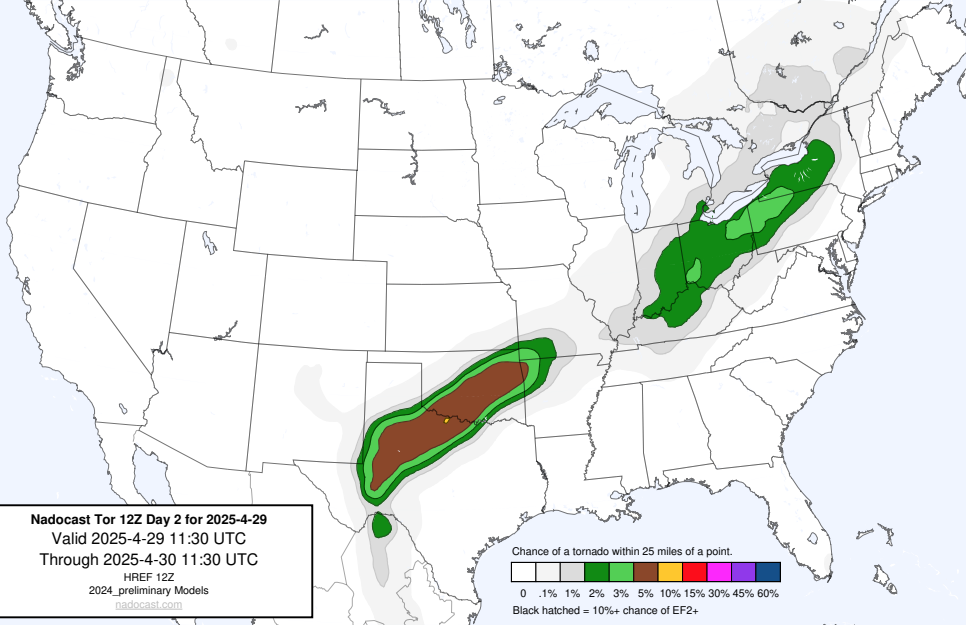 Nadocast Tor 12Z Day 2 for 2025-4-29
Valid 2025-4-29 11:30 UTC
Through 2025-4-30 11:30 UTC
HREF 12Z
2024_preliminary Models
nadocast.com
Chance of a tornado within 25 miles of a point.
0 .1% 1% 2% 3% 5% 10% 15% 30% 45% 60%
Black hatched = 10%+ chance of EF2+